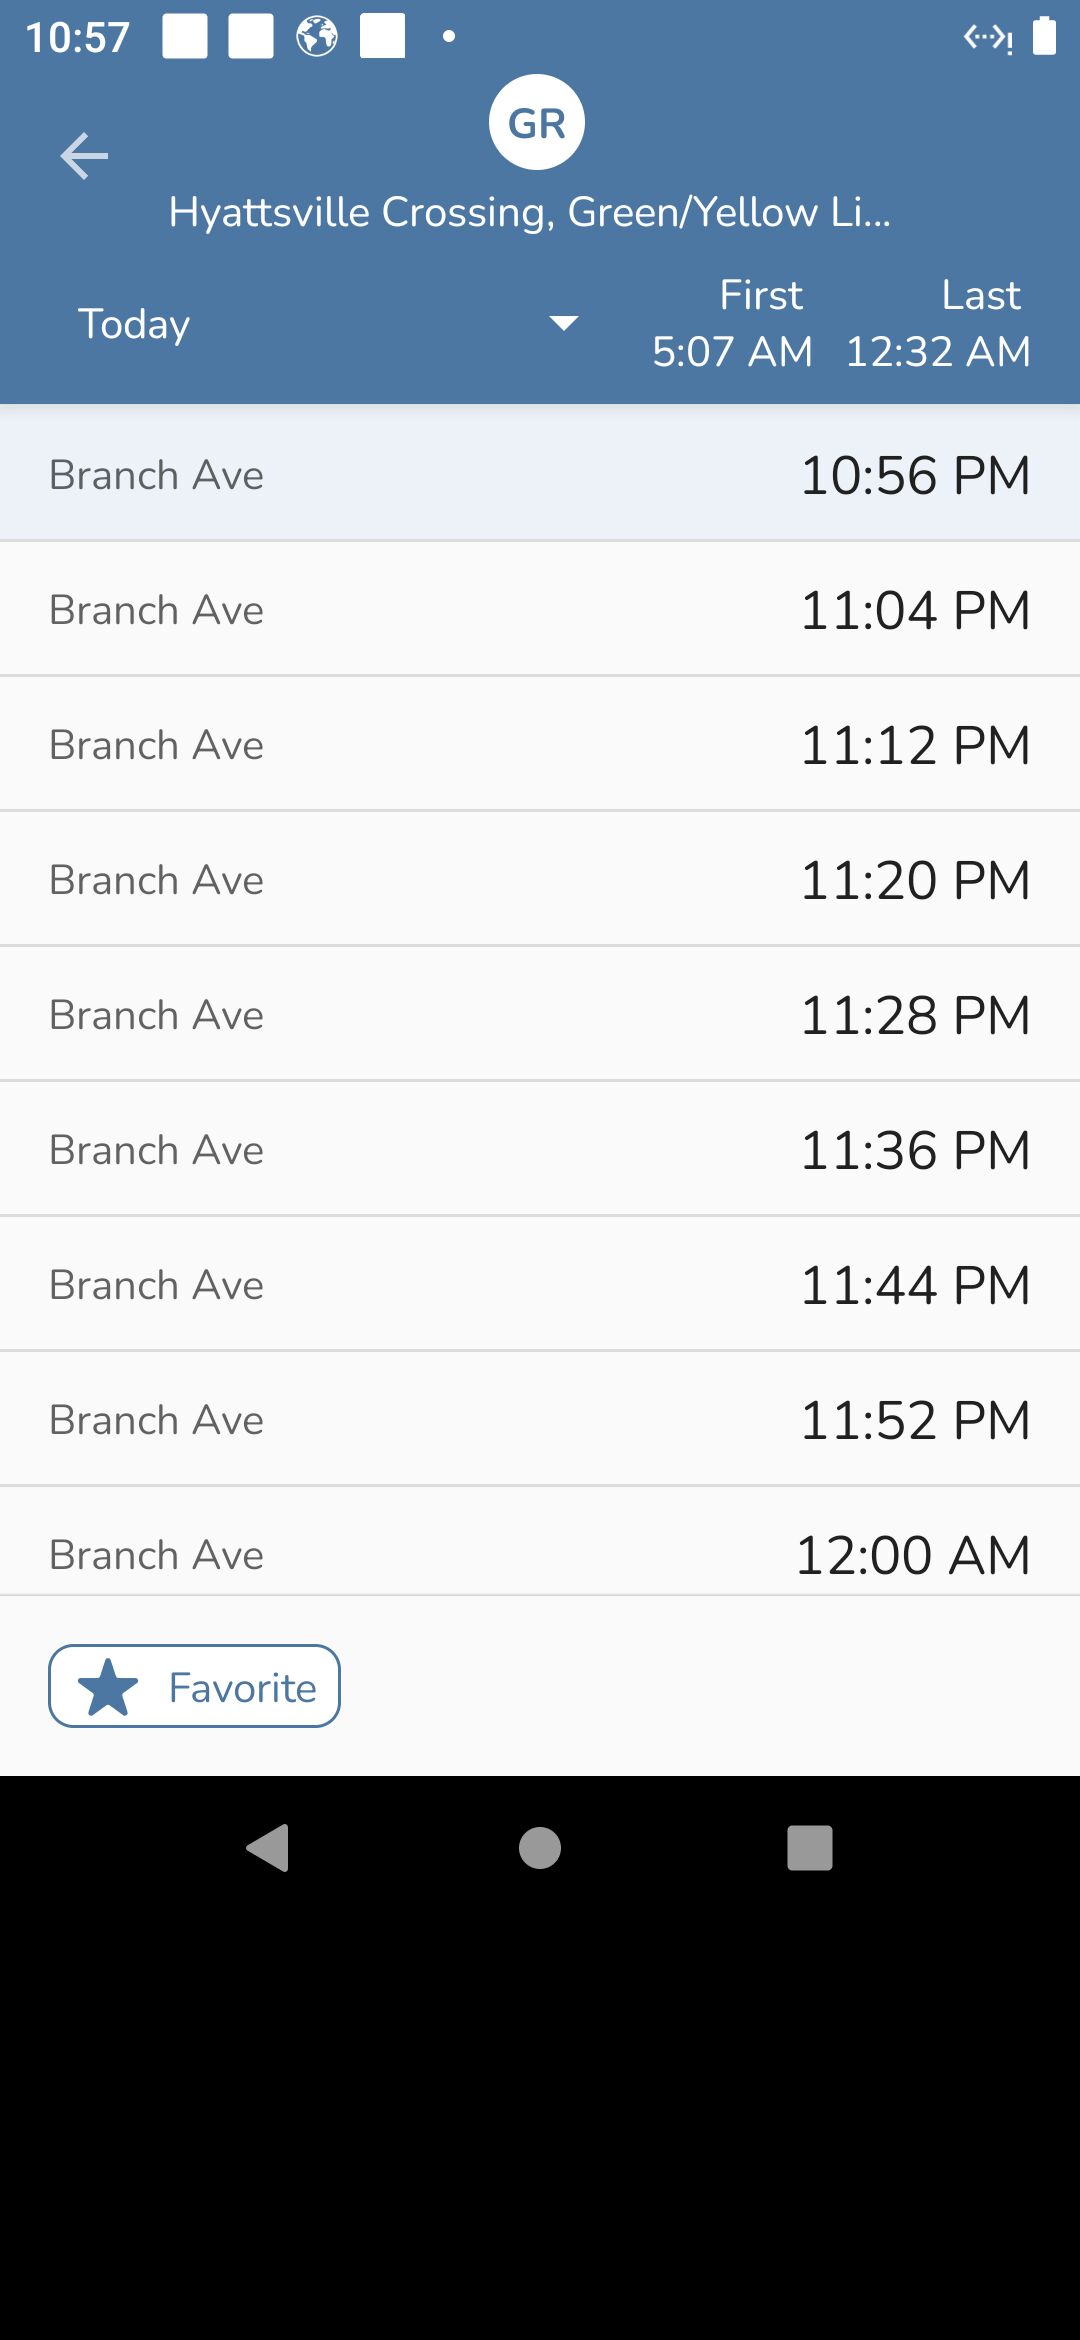 10:57
GR
Hyattsville Crossing, Green/Yellow Li...
Today
First
5:07 AM
Last
12:32 AM
Branch Ave 10:56 PM
Branch Ave 11:04 PM
Branch Ave 11:12 PM
Branch Ave 11:20 PM
Branch Ave 11:28 PM
Branch Ave 11:36 PM
Branch Ave 11:44 PM
Branch Ave 11:52 PM
Branch Ave 12:00 AM
Favorite